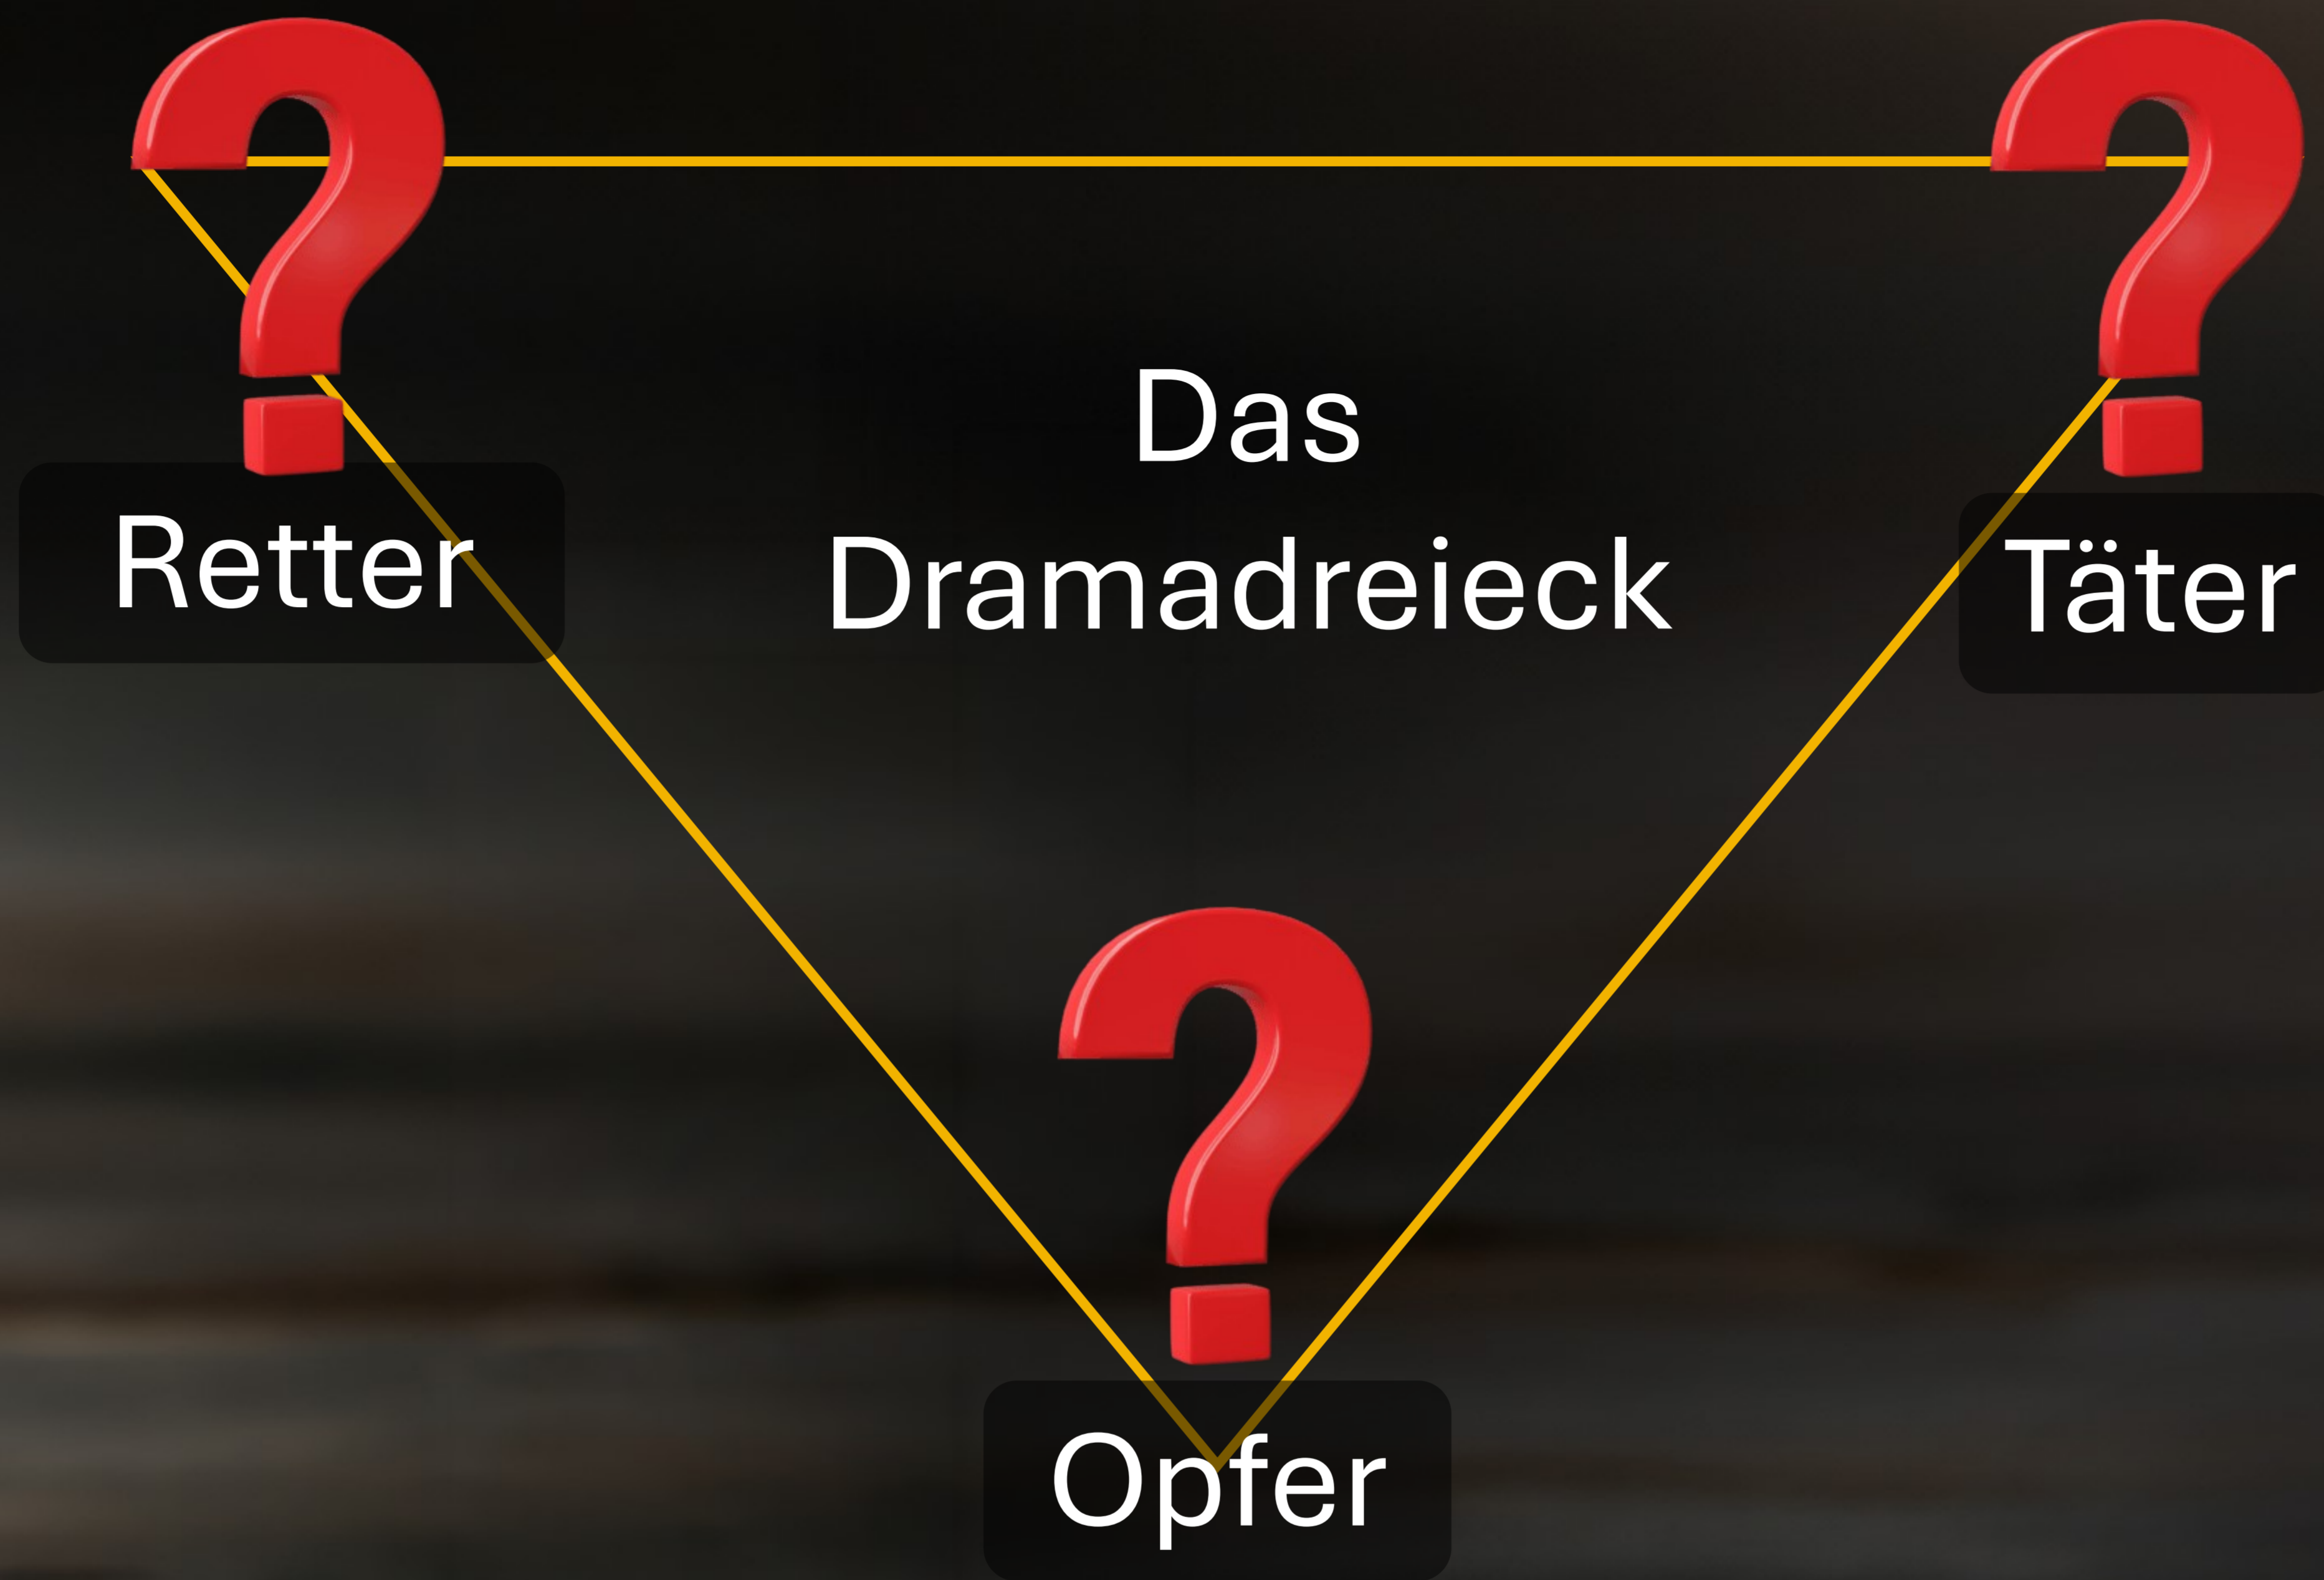 ?
?
Das
Dramadreieck
Retter
Täter
?
Opfer